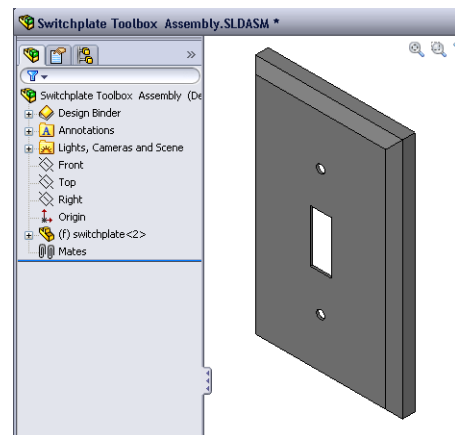 Switchplate Toolbox Assembly.SLDASM *
»
Switchplate Toolbox Assembly (De
Design Binder
A Annotations
Lights, Cameras and Scene
Front
Top
Right
Origin
(f) switchplate<2>
Mates